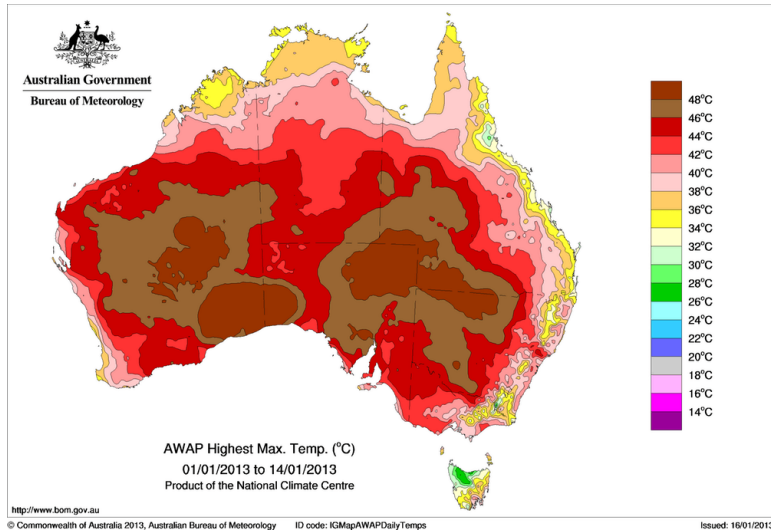 Australian Government
Bureau of Meteorology
48°C
46°C
44°C
42°C
40°C
38°C
36°C
34°C
32°C
30°C
28°C
26°C
24°C
22°C
20°C
18°C
16°C
14°C
AWAP Highest Max. Temp. (°C)
01/01/2013 to 14/01/2013
Product of the National Climate Centre
http://www.bom.gov.au
© Commonwealth of Australia 2013, Australian Bureau of Meteorology ID code: IGMapAWAPDailyTemps Issued: 16/01/2013